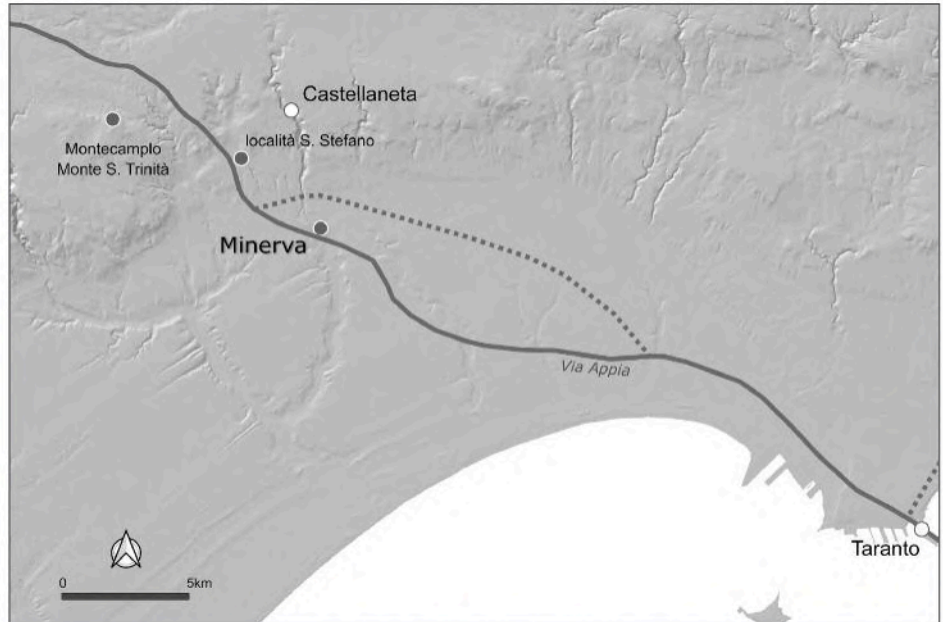 Castellaneta
località S. Stefano
Montecamplo
Monte S. Trinità
Minerva
Via Appia
Taranto
0 5km